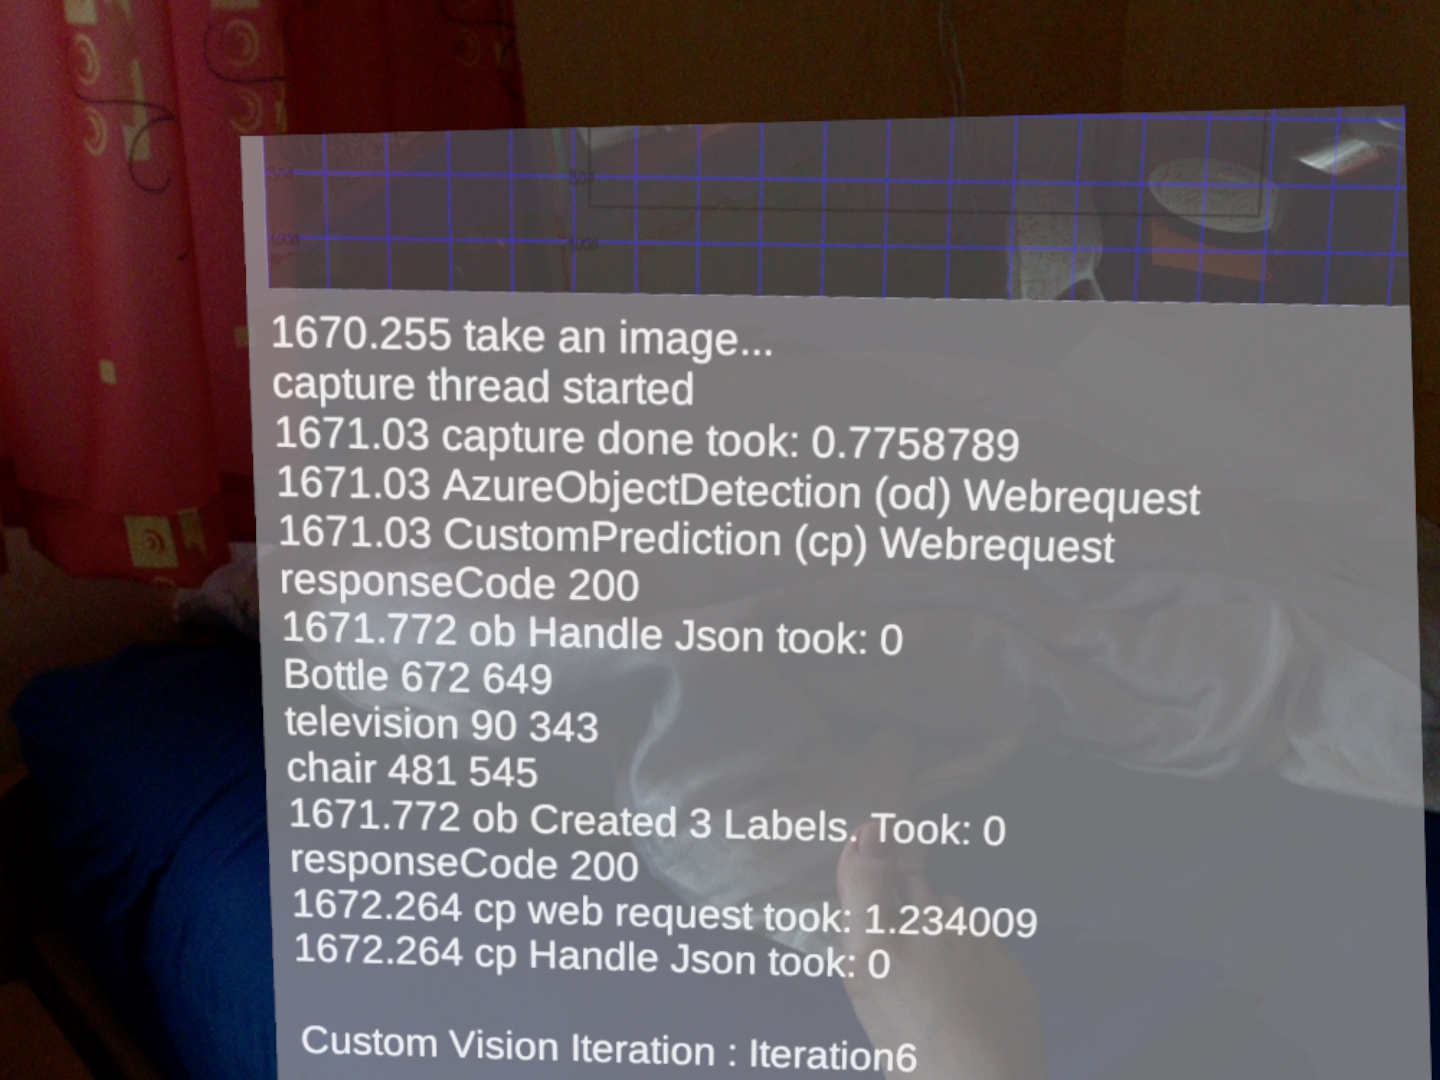 1670.255 take an image...
capture thread started
1671.03 capture done took: 0.7758789
1671.03 AzureObjectDetection (od) Webrequest
1671.03 CustomPrediction (cp) Webrequest
responseCode 200
1671.772 ob Handle Json took: 0
Bottle 672 649
television 90 343
chair 481 545
1671.772 ob Created 3 Labels. Took: 0
responseCode 200
1672.264 cp web request took: 1.234009
1672.264 cp Handle Json took: 0
Custom Vision Iteration : Iteration6